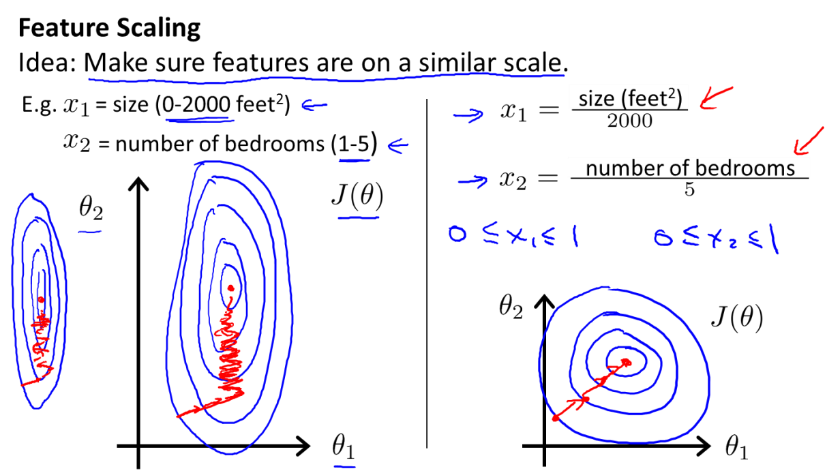 Feature Scaling
Idea: Make sure features are on a similar scale.
E.g. x₁ = size (0-2000 feet²)
x₂ = number of bedrooms (1-5)
θ₂
J(θ)
θ₁
x₁ = size (feet²) / 2000
x₂ = number of bedrooms / 5
0 ≤ x₁ ≤ 1   0 ≤ x₂ ≤ 1
θ₂
J(θ)
θ₁